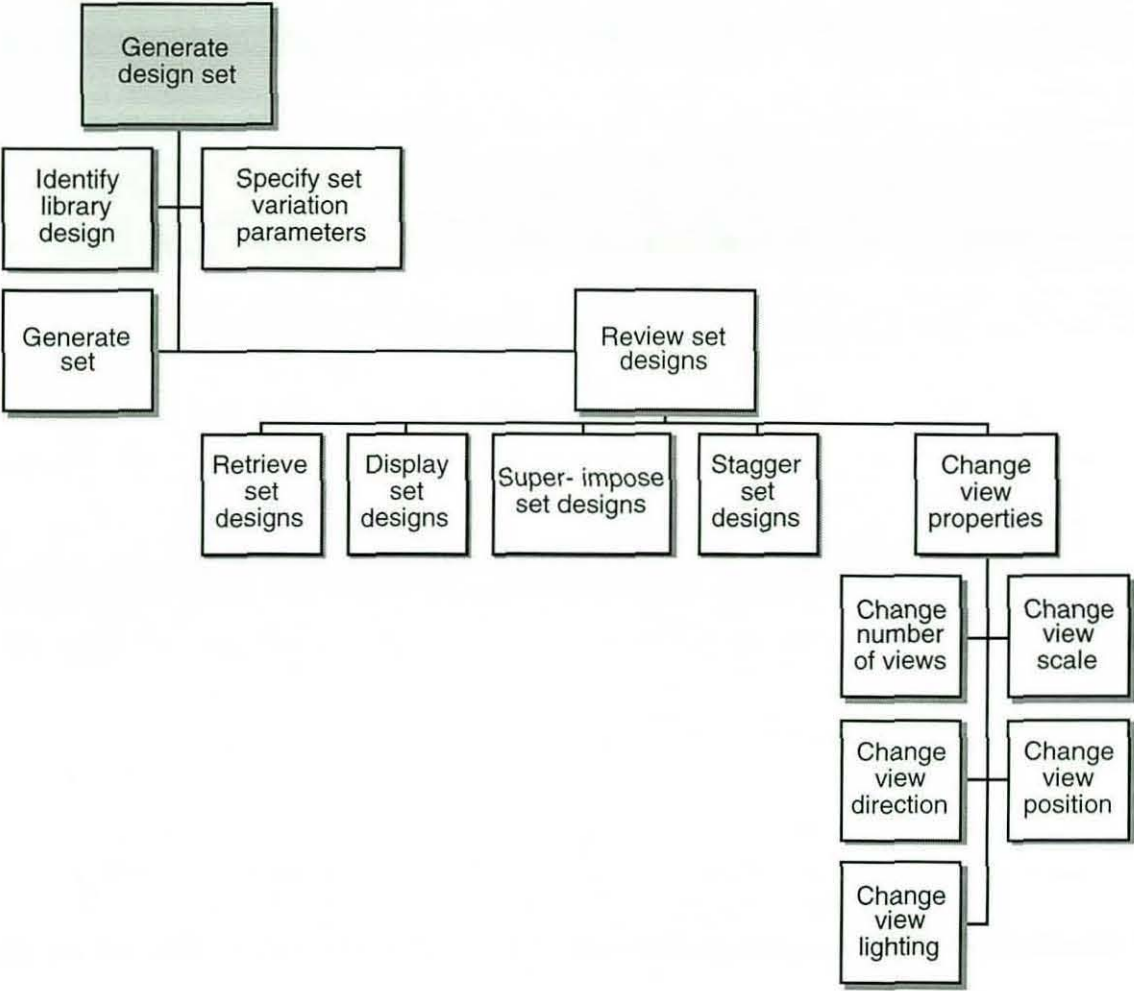 Generate
design set
Identify
library
design
Specify set
variation
parameters
Generate
set
Review set
designs
Retrieve
set
designs
Display
set
designs
Super- impose
set designs
Stagger
set
designs
Change
view
properties
Change
number
of views
Change
view
scale
Change
view
direction
Change
view
position
Change
view
lighting